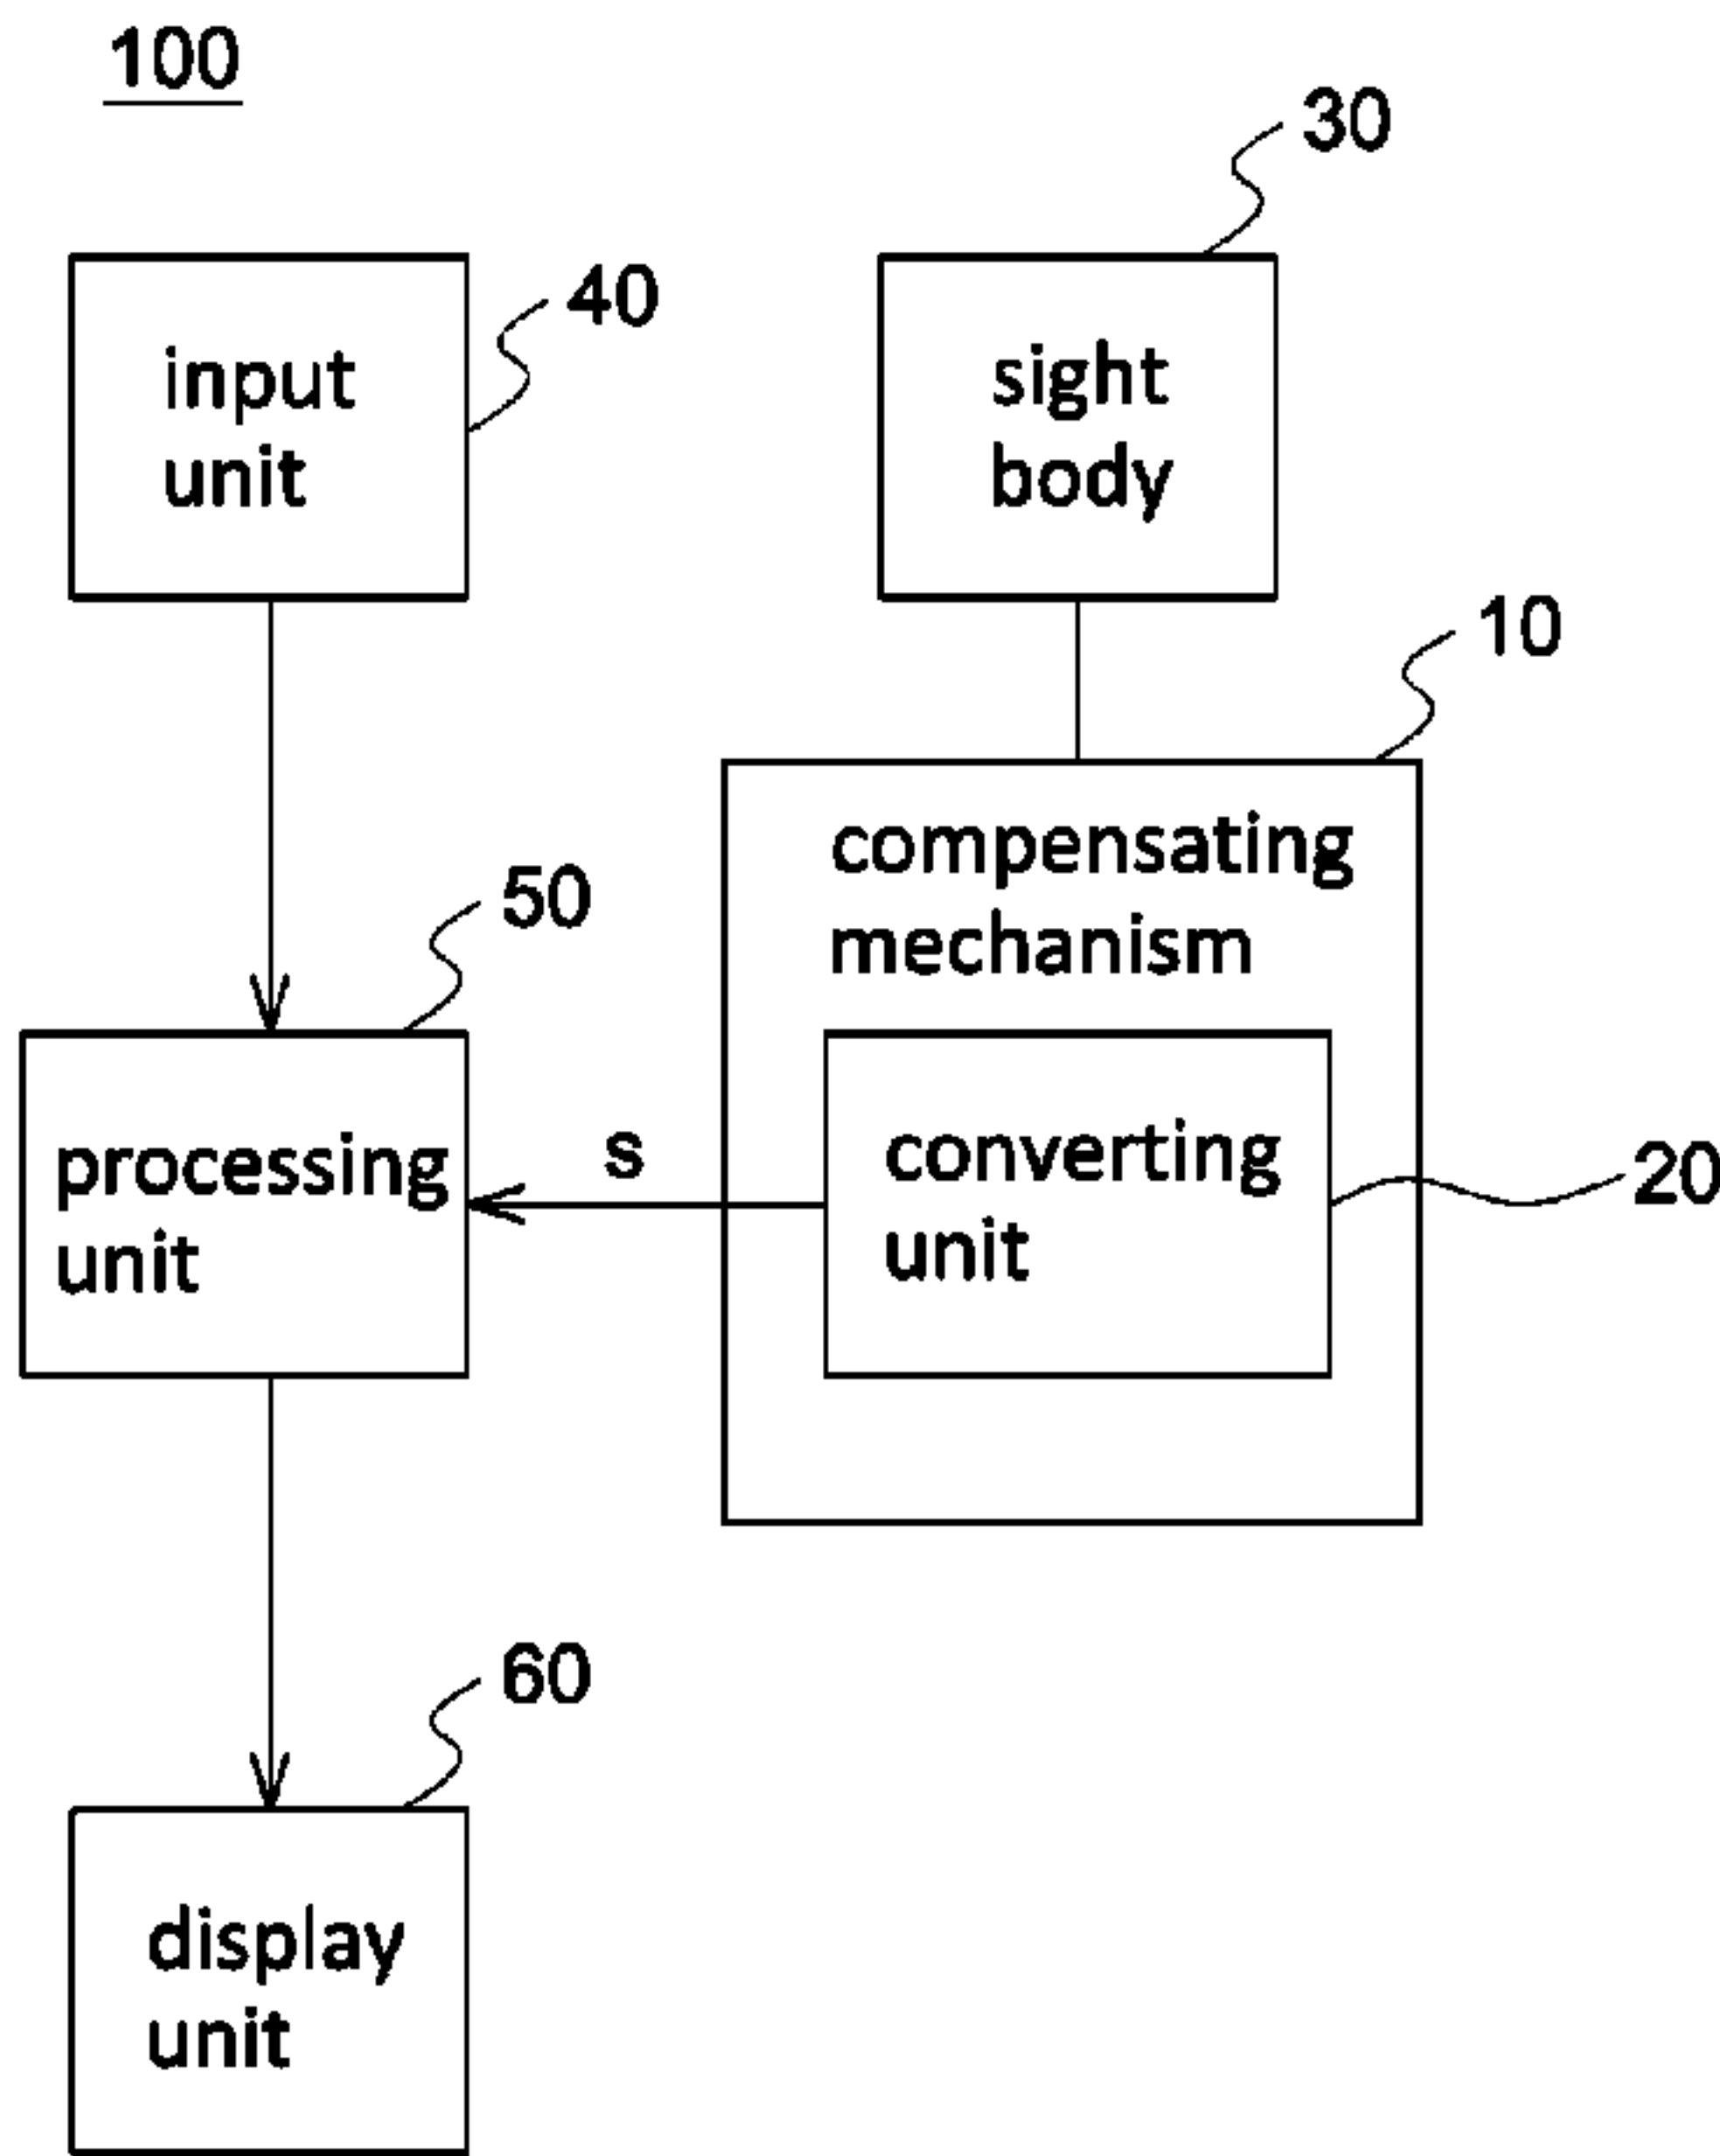 100
30
40
input
unit
sight
body
10
compensating
mechanism
50
processing
unit
s
converting
unit
20
60
display
unit